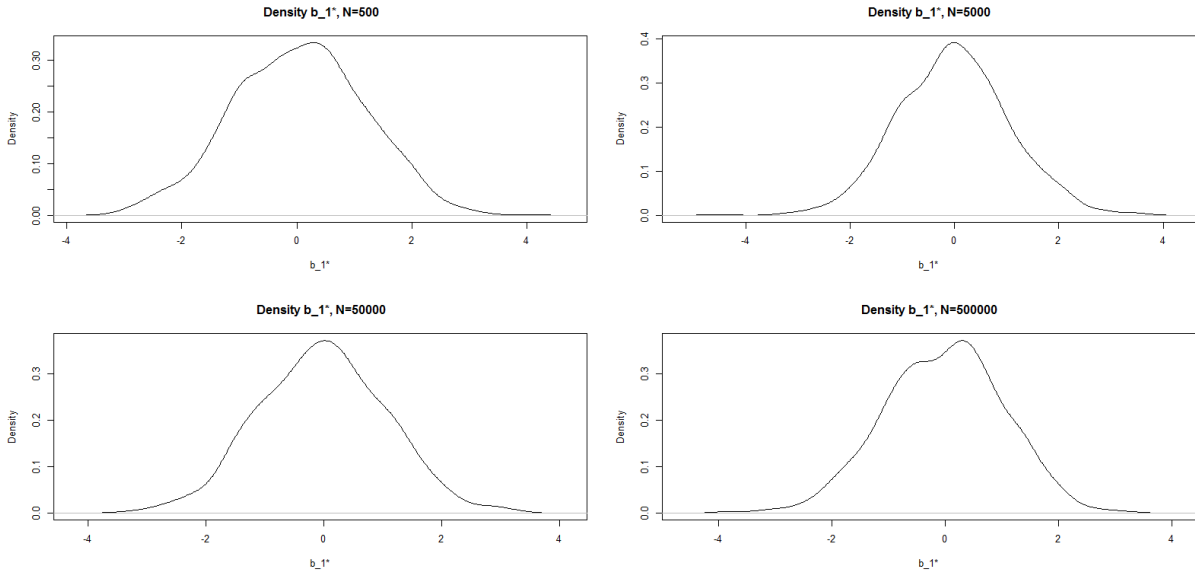 Density b_1*, N=500
Density
0.00 0.10 0.20 0.30
-4 -2 0 2 4
b_1*
Density b_1*, N=5000
Density
0.0 0.1 0.2 0.3 0.4
-4 -2 0 2 4
b_1*
Density b_1*, N=50000
Density
0.0 0.1 0.2 0.3
-4 -2 0 2 4
b_1*
Density b_1*, N=500000
Density
0.0 0.1 0.2 0.3
-4 -2 0 2 4
b_1*